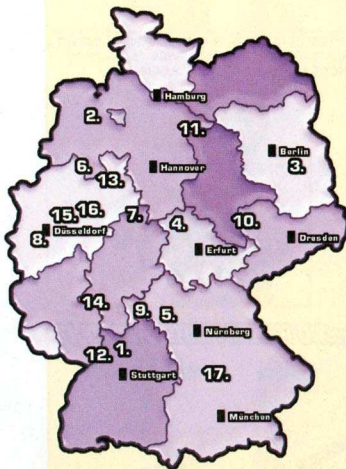 Hamburg
2.
11.
Berlin
3.
6.
Hannover
13.
15.
16.
7.
4.
10.
8.
Düsseldorf
Dresden
Erfurt
14.
9.
5.
Nürnberg
12.
1.
Stuttgart
17.
München